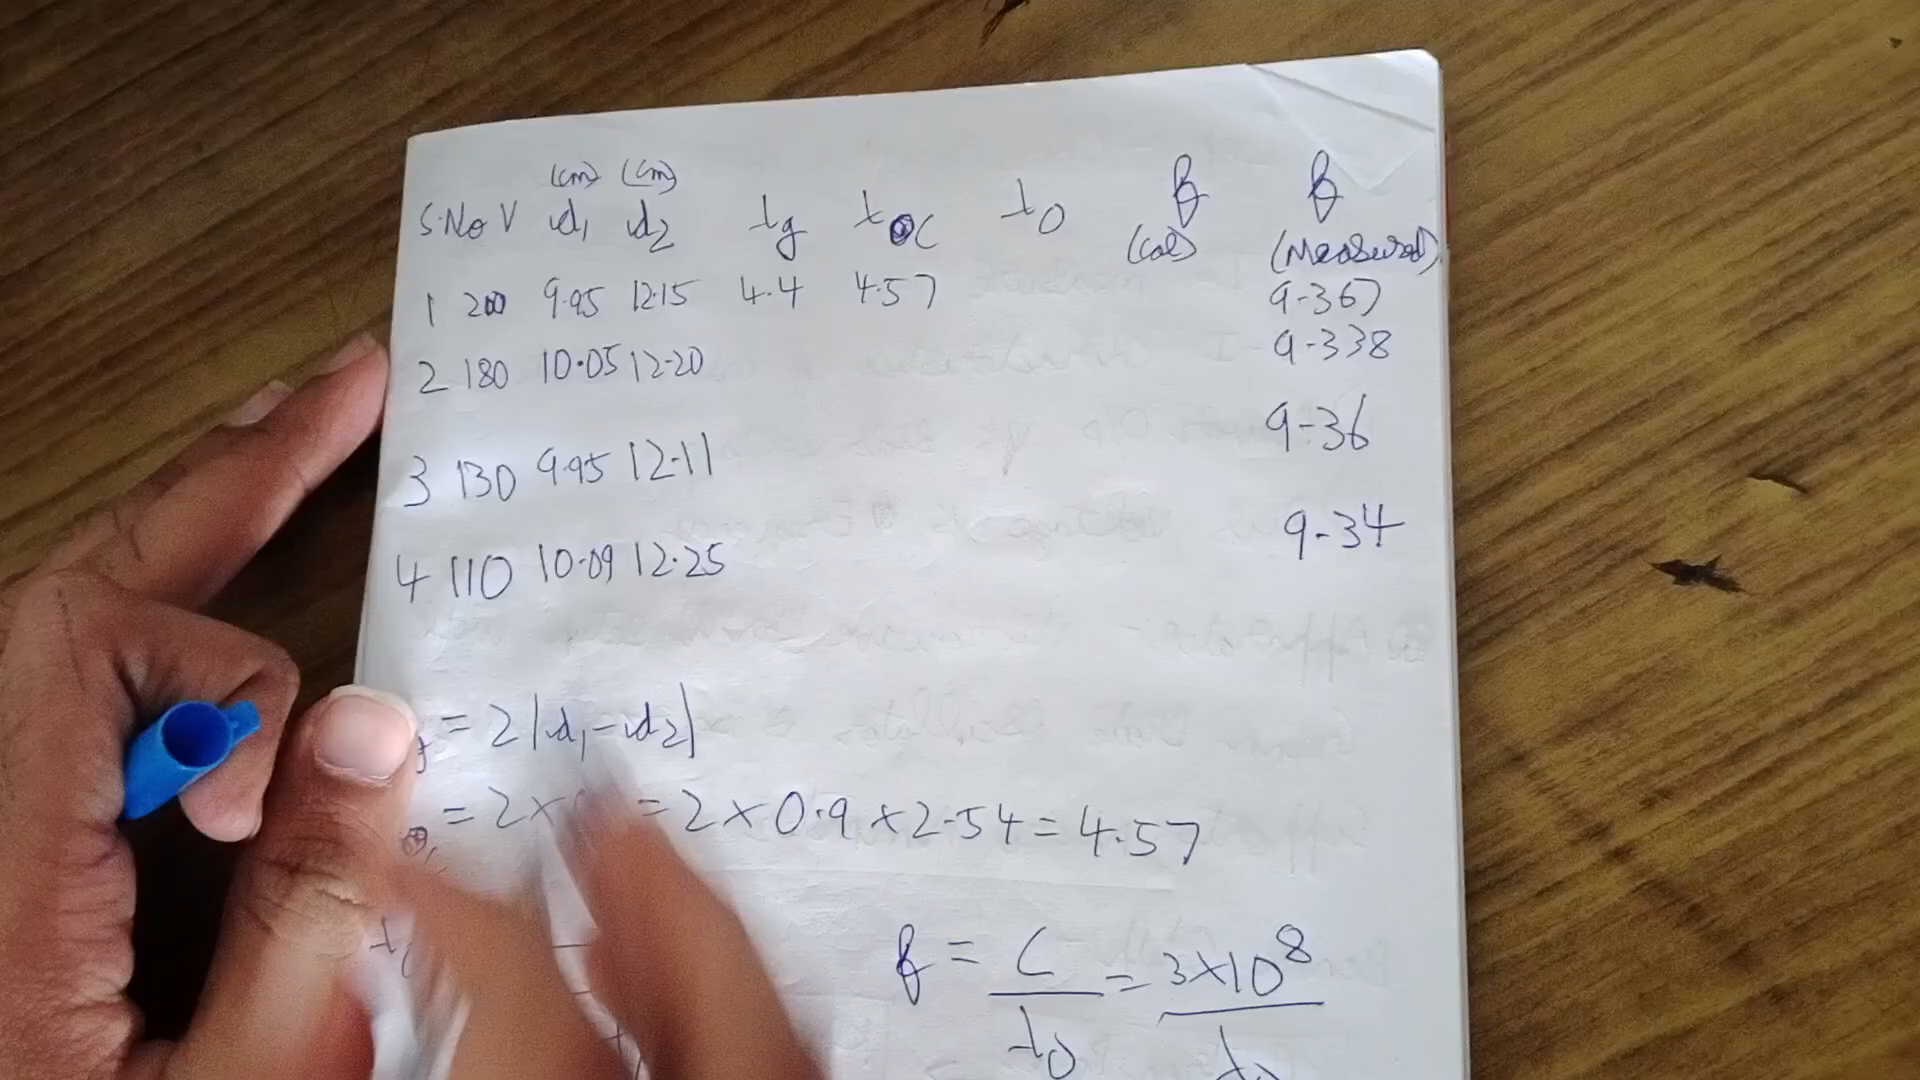 (cm) (cm)
S.No V d1 d2 λg λc λ0 f f
(cal) (Measured)
1 200 9.95 12.15 4.4 4.57 9.367
2 180 10.05 12.20 9.338
3 130 9.95 12.11 9.36
4 110 10.09 12.25 9.34
= 2|d1-d2|
= 2× = 2×0.9×2.54 = 4.57
f = C/λ0 = 3×10^8/λ0